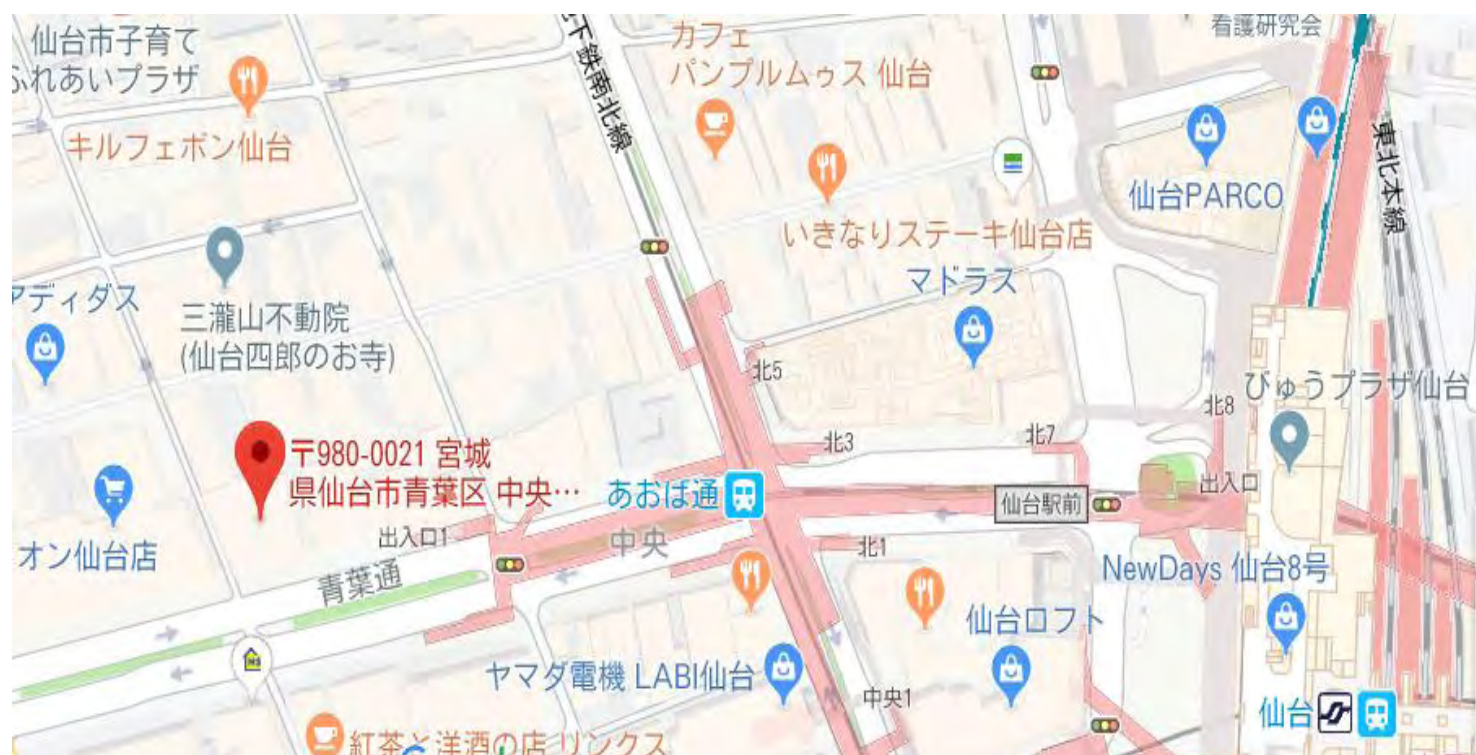 仙台市子育て
ふれあいプラザ
キルフェボン仙台
下鉄南北線
カフェ
パンプルムゥス 仙台
看護研究会
いきなりステーキ仙台店
仙台PARCO
東北本線
アディダス
三瀧山不動院
(仙台四郎のお寺)
マドラス
北5
びゅうプラザ仙台
北8
北3
北7
〒980-0021 宮城
県仙台市青葉区 中央…
あおば通
仙台駅前
出入口
オン仙台店
出入口1
中央
北1
青葉通
NewDays 仙台8号
仙台ロフト
ヤマダ電機 LABI仙台
中央1
仙台
紅茶と洋酒の店 リンクス